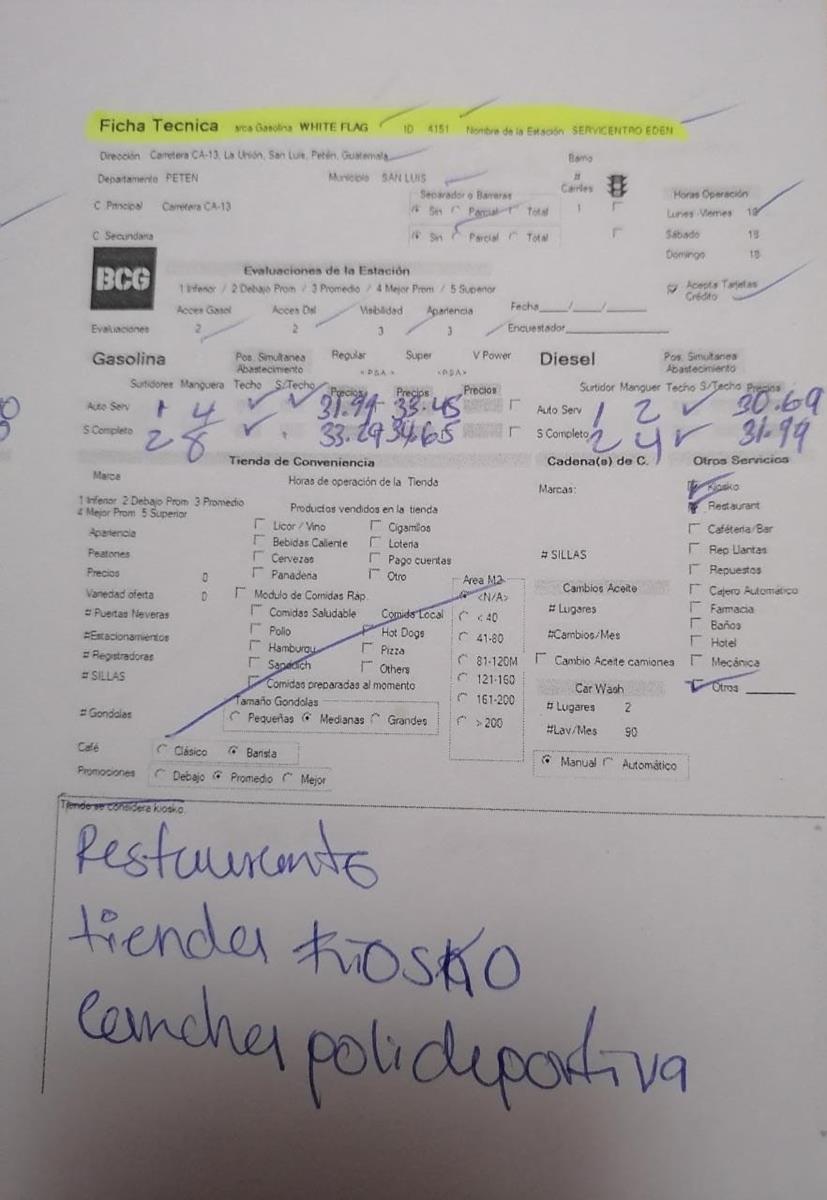 Ficha Tecnica arca Gasolina WHITE FLAG ID 4151 Nombre de la Estación SERVICENTRO EDEN
Dirección Carretera CA-13, La Unión, San Luis, Petén, Guatemala
Barrio
Departamento PETEN Municipio SAN LUIS
# Carriles
Separador o Barreras
Horas Operación
C Principal Carretera CA-13 Sin Parcial Total 1
Lunes -Viernes 18
C Secundaria Sin Parcial Total
Sábado 18
Domingo 18
BCG
Evaluaciones de la Estación
1 Inferior / 2 Debajo Prom / 3 Promedio / 4 Mejor Prom / 5 Superior
Acepta Tarjetas Crédito
Acces Gasol Acces Dsl Visibilidad Apariencia Fecha___/___/___
Evaluaciones 2 2 3 3 Encuestador
Gasolina Pos. Simultanea Abastecimiento Regular Super V Power Diesel Pos. Simultanea Abastecimiento
Surtidores Manguera Techo S/Techo Precios Precios Precios Surtidor Manguer Techo S/Techo Precios
Auto Serv 1 4 31.99 33.45 Auto Serv 1 2 30.69
S Completo 2 8 33.29 34.65 S Completo 2 4 31.99
Tienda de Conveniencia Cadena(s) de C. Otros Servicios
Marca Horas de operación de la Tienda Marcas: Kiosko
1 Inferior 2 Debajo Prom 3 Promedio
4 Mejor Prom 5 Superior
Productos vendidos en la tienda Restaurant
Apariencia Licor / Vino Cigarrillos Cafétería/Bar
Peatones Bebidas Caliente Loteria # SILLAS Rep Llantas
Precios 0 Cervezas Pago cuentas Repuestos
Panaderia Otro Area M2
Variedad oferta 0 Modulo de Comidas Ráp. <N/A> Cambios Aceite Cajero Automático
# Puertas Neveras Comidas Saludable Comida Local < 40 # Lugares Farmacia
#Estacionamientos Pollo Hot Dogs 41-80 #Cambios/Mes Baños
# Registradoras Hamburgu Pizza Hotel
# SILLAS Sandwich Others 81-120M Cambio Aceite camiones Mecánica
Comidas preparadas al momento 121-160 Car Wash Otros
Tamaño Gondolas 161-200 # Lugares 2
# Gondolas Pequeñas Medianas Grandes > 200 #Lav/Mes 90
Café Clásico Barista Manual Automático
Promociones Debajo Promedio Mejor
Tiende se considera kiosko.
Restaurante
tienda KIOSKO
cancha polideportiva